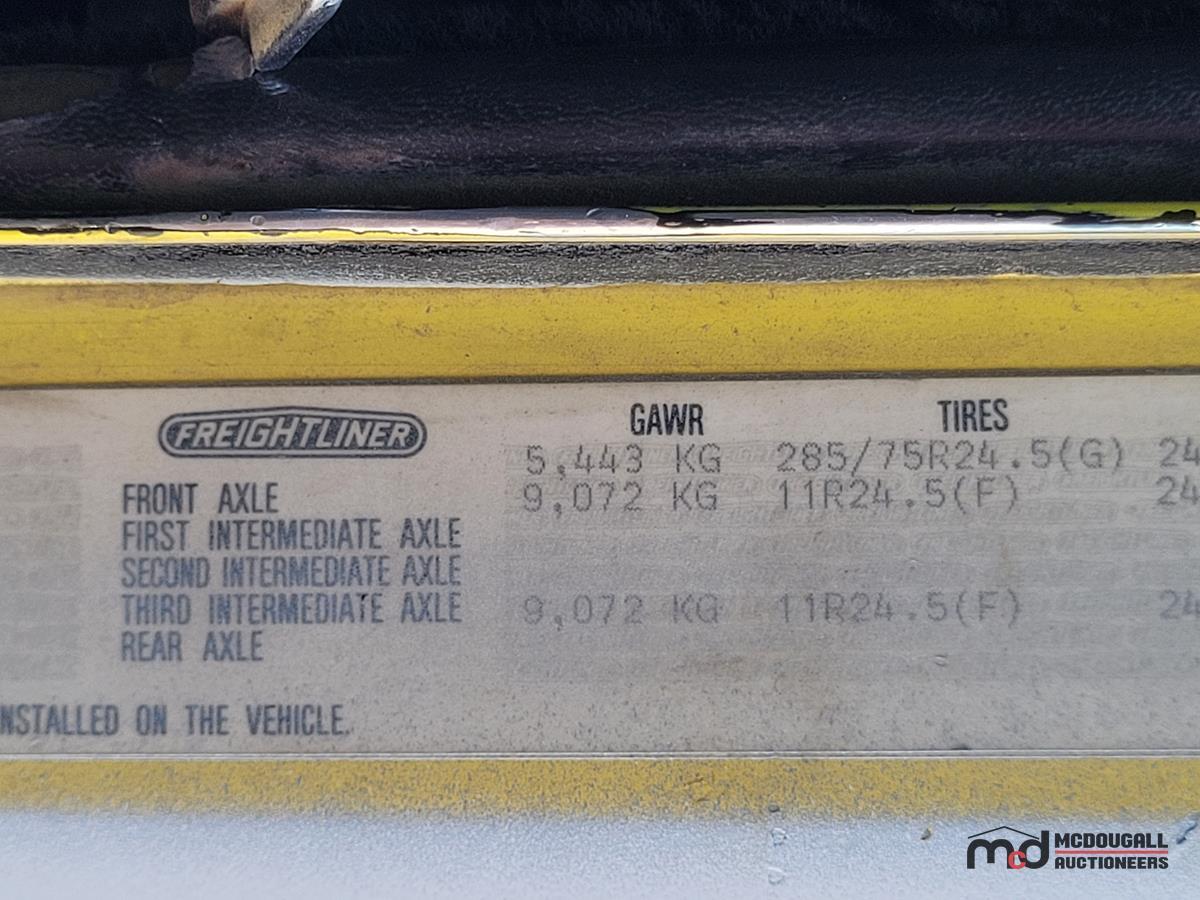 FREIGHTLINER
GAWR TIRES
5,443 KG 285/75R24.5(G) 24
FRONT AXLE 9,072 KG 11R24.5(F) 24
FIRST INTERMEDIATE AXLE
SECOND INTERMEDIATE AXLE
THIRD INTERMEDIATE AXLE 9,072 KG 11R24.5(F) 24
REAR AXLE
NSTALLED ON THE VEHICLE.
mcd MCDOUGALL
AUCTIONEERS